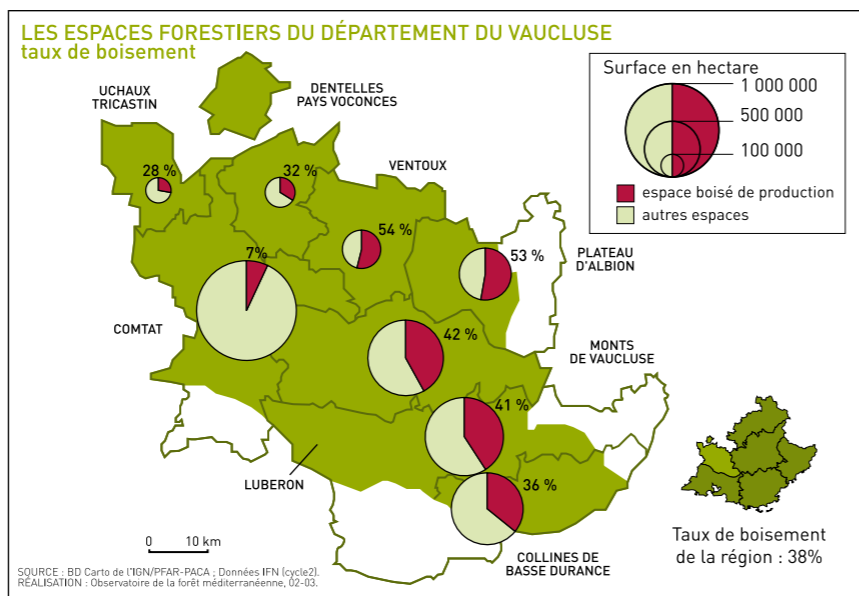 LES ESPACES FORESTIERS DU DÉPARTEMENT DU VAUCLUSE
taux de boisement
Surface en hectare
1 000 000
500 000
100 000
espace boisé de production
autres espaces
UCHAUX
TRICASTIN
DENTELLES
PAYS VOCONCES
VENTOUX
28 %
32 %
54 %
53 %
PLATEAU
D'ALBION
7%
COMTAT
42 %
MONTS
DE VAUCLUSE
41 %
LUBERON
36 %
COLLINES DE
BASSE DURANCE
0 10 km
Taux de boisement
de la région : 38%
SOURCE : BD Carto de l'IGN/PFAR-PACA ; Données IFN (cycle2).
RÉALISATION : Observatoire de la forêt méditerranéenne, 02-03.